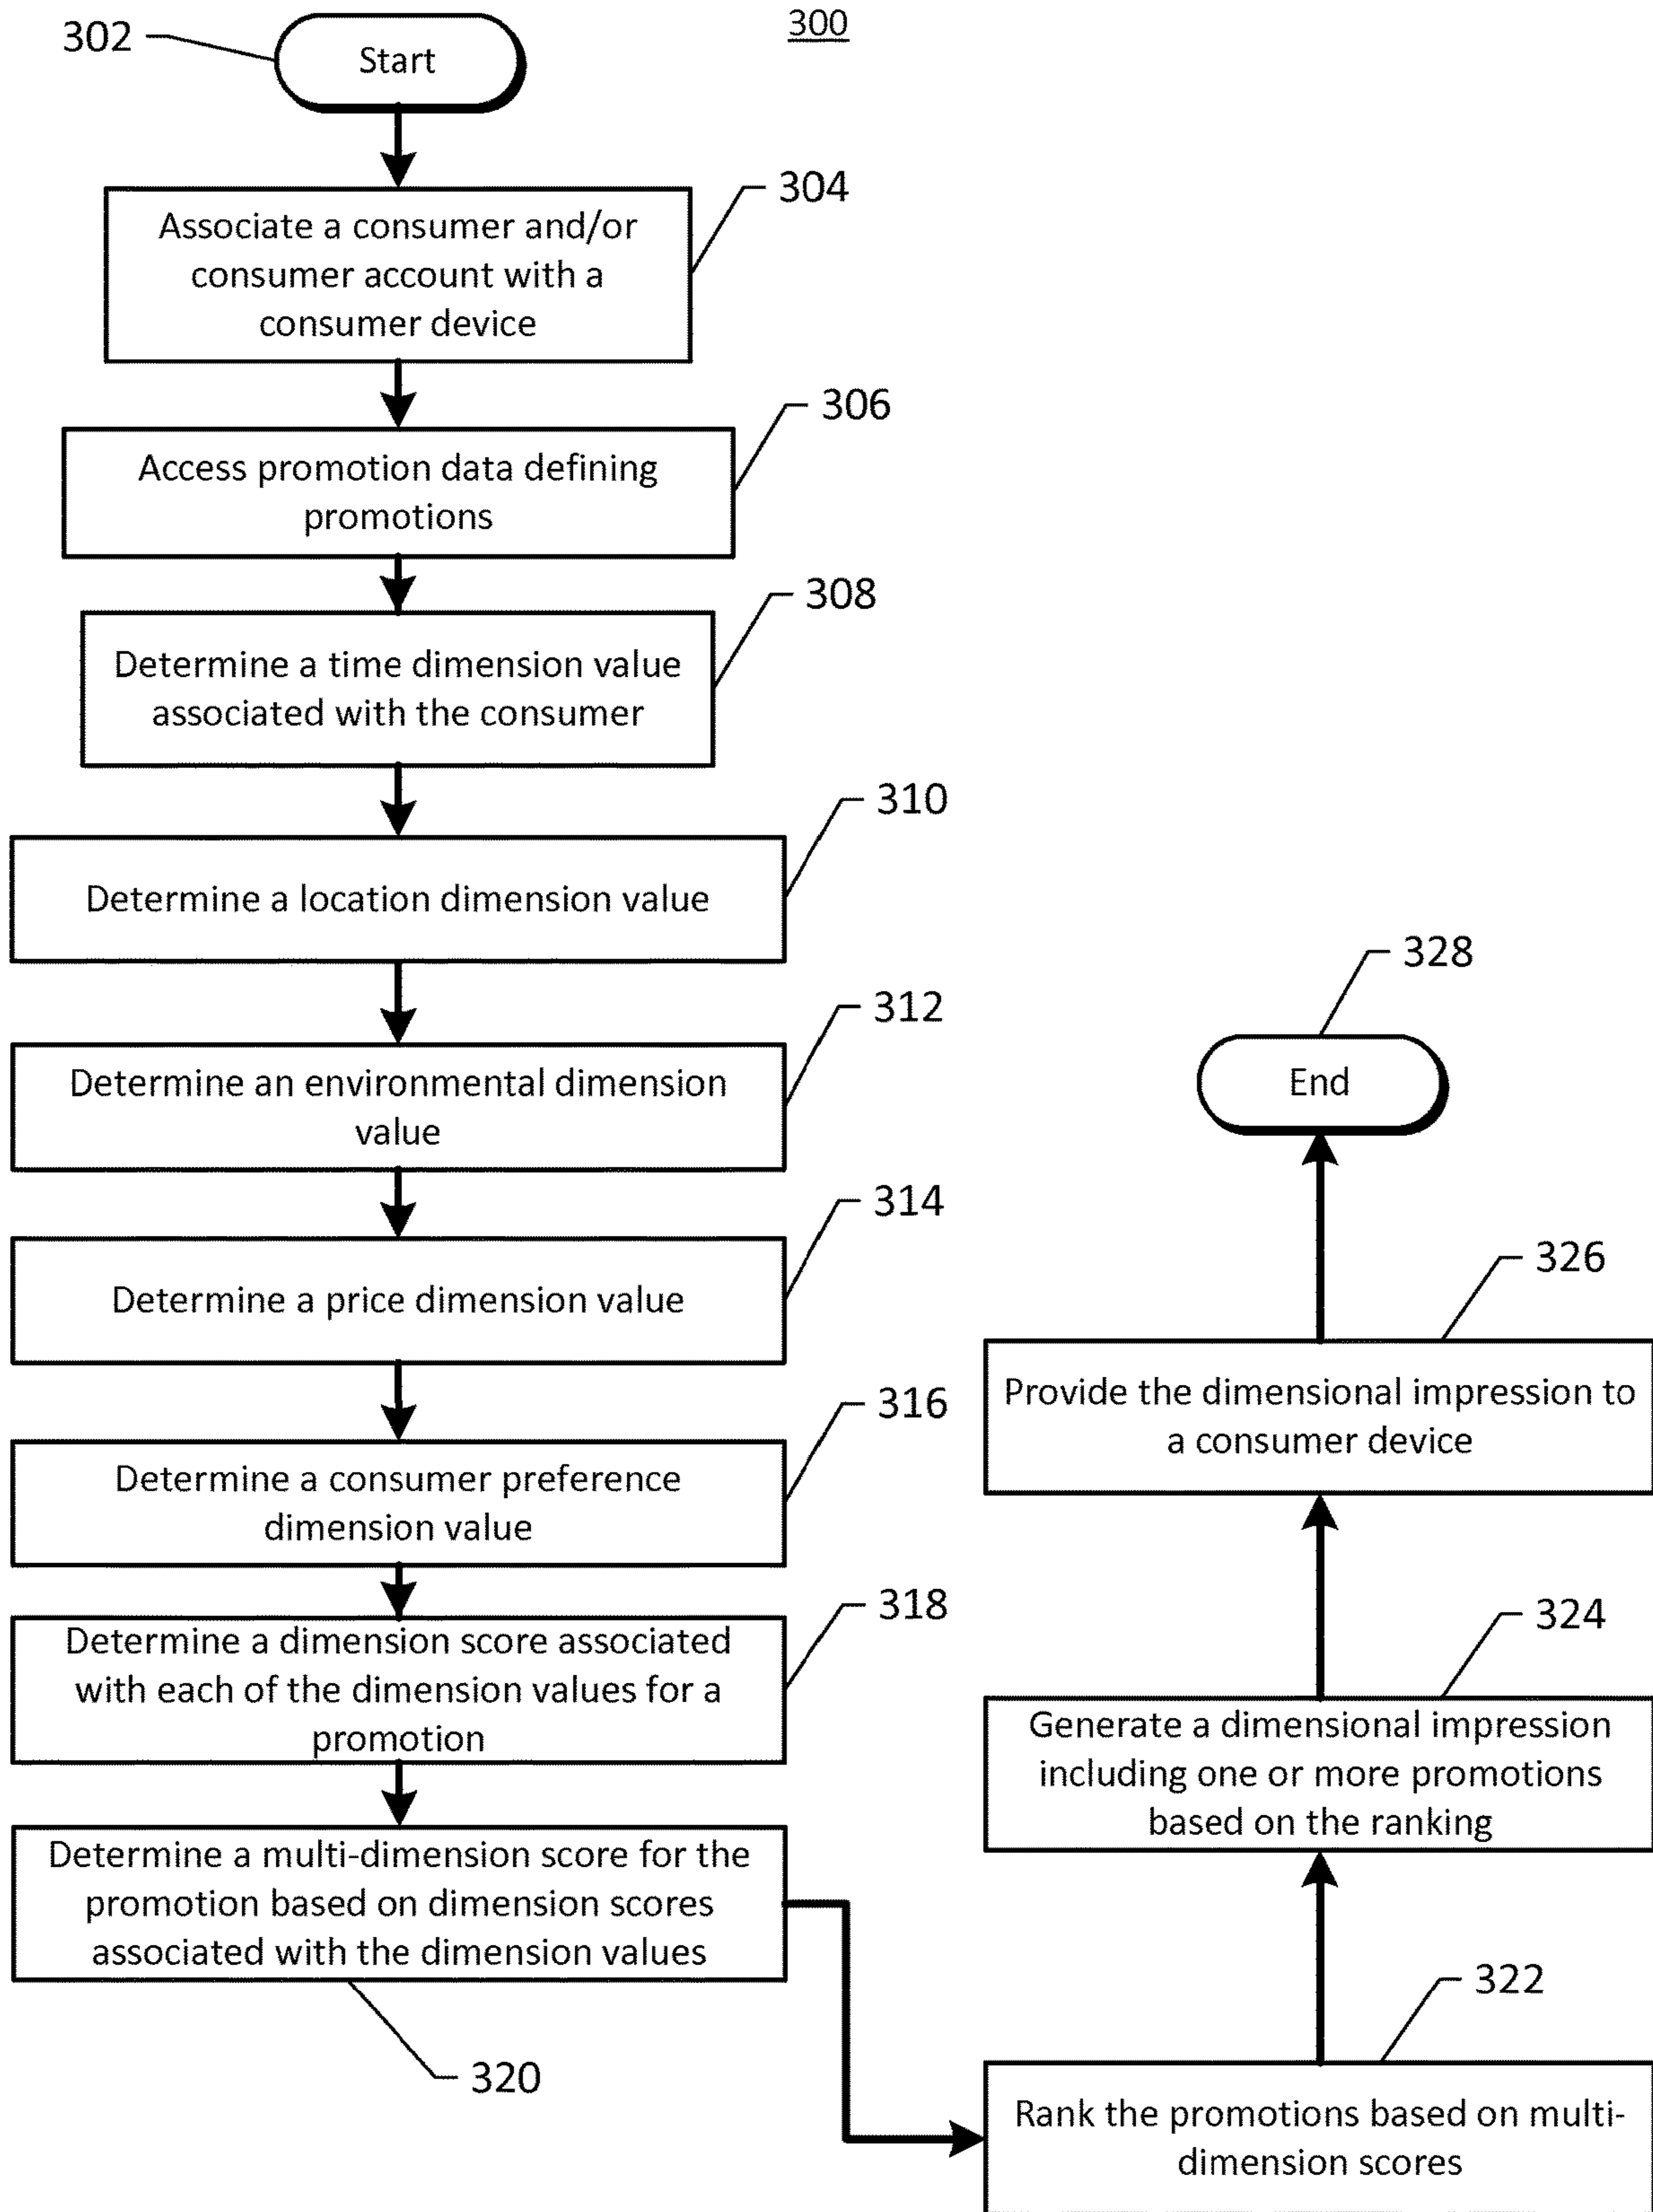 300
302
Start
304
Associate a consumer and/or
consumer account with a
consumer device
306
Access promotion data defining
promotions
308
Determine a time dimension value
associated with the consumer
310
Determine a location dimension value
312
Determine an environmental dimension
value
314
Determine a price dimension value
316
Determine a consumer preference
dimension value
318
Determine a dimension score associated
with each of the dimension values for a
promotion
Determine a multi-dimension score for the
promotion based on dimension scores
associated with the dimension values
320
322
Rank the promotions based on multi-
dimension scores
324
Generate a dimensional impression
including one or more promotions
based on the ranking
326
Provide the dimensional impression to
a consumer device
328
End